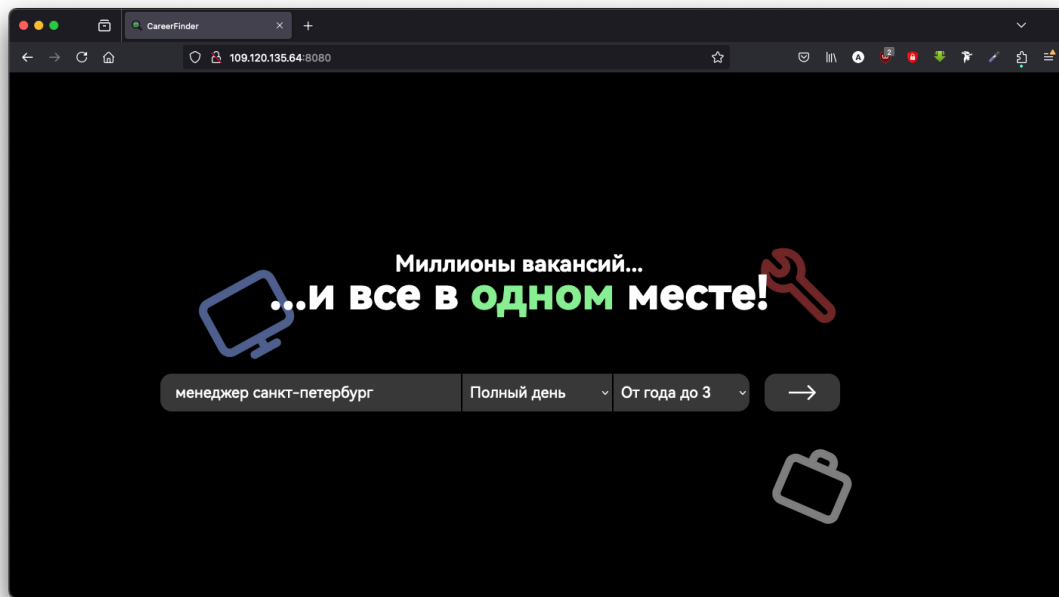 CareerFinder
109.120.135.64:8080
2
Миллионы вакансий...
...и все в одном месте!
менеджер санкт-петербург Полный день От года до 3